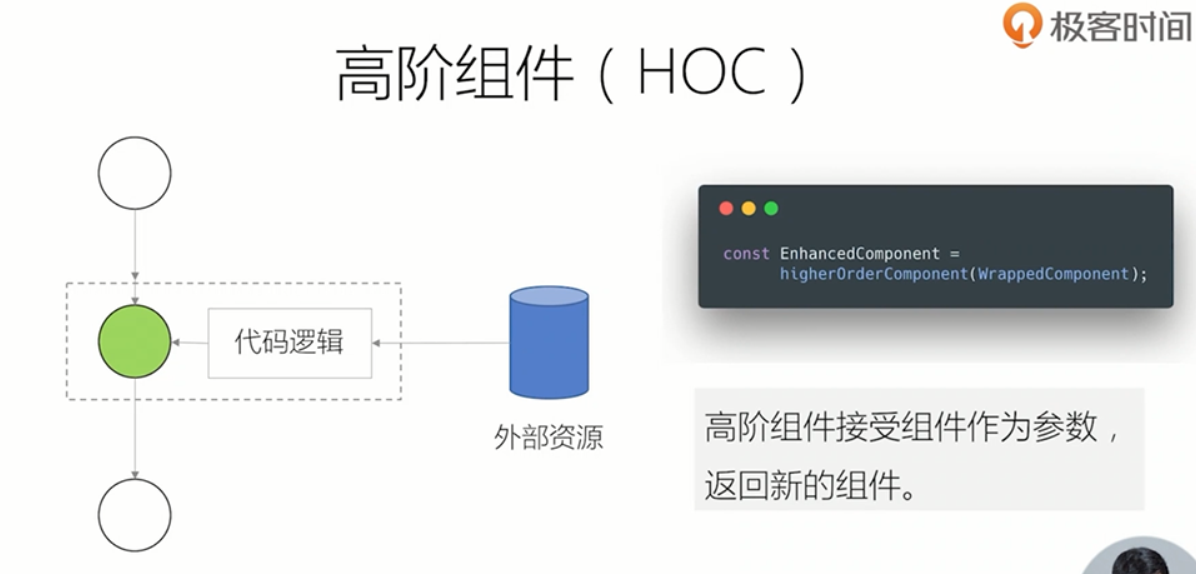 极客时间
高阶组件（HOC）
代码逻辑
外部资源
const EnhancedComponent =
higherOrderComponent(WrappedComponent);
高阶组件接受组件作为参数，
返回新的组件。